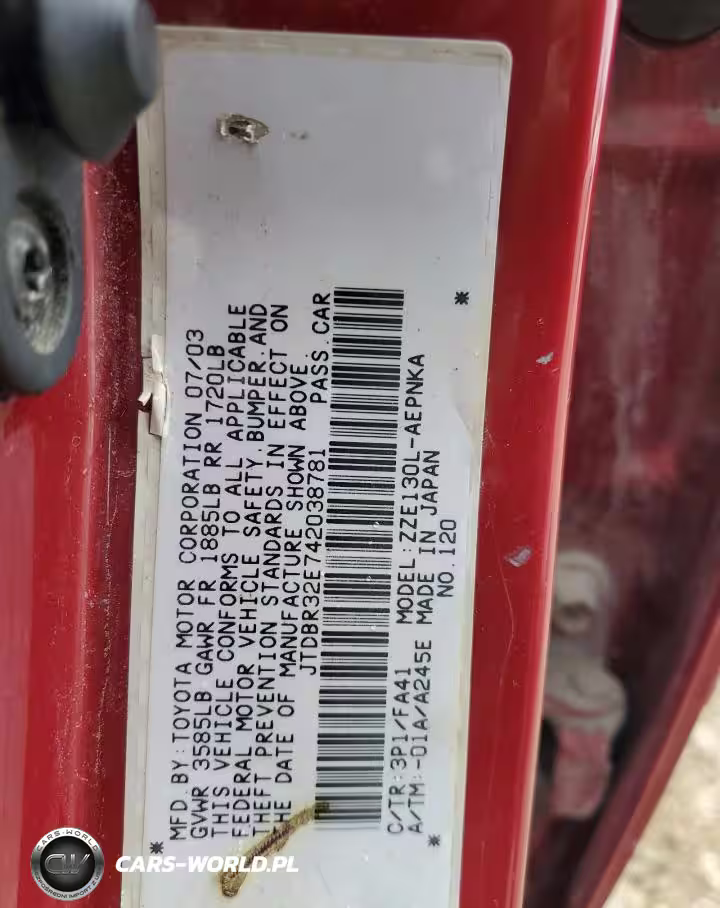 MFD.BY:TOYOTA MOTOR CORPORATION 07/03
GVWR 3585LB GAWR FR 1885LB RR 1720LB
THIS VEHICLE CONFORMS TO ALL APPLICABLE
FEDERAL MOTOR VEHICLE SAFETY,BUMPER,AND
THEFT PREVENTION STANDARDS IN EFFECT ON
THE DATE OF MANUFACTURE SHOWN ABOVE.
JTDBR32E742038781 PASS.CAR
C/TR:3P1/FA41 MODEL:ZZE130L-AEPNKA
A/TM:-01A/A245E MADE IN JAPAN
NO.120
CARS-WORLD
CW
CARS-WORLD.PL